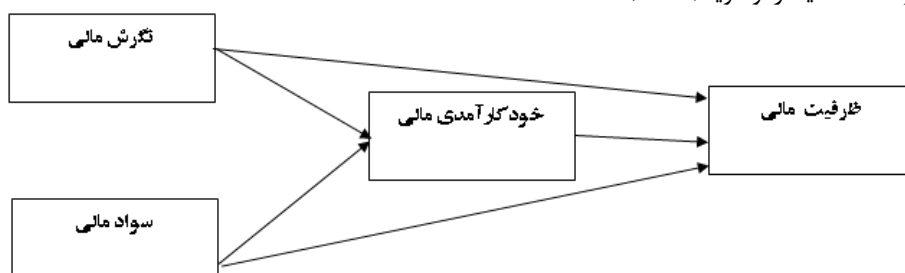 نگرش مالی
خودکارآمدی مالی
ظرفیت مالی
سواد مالی